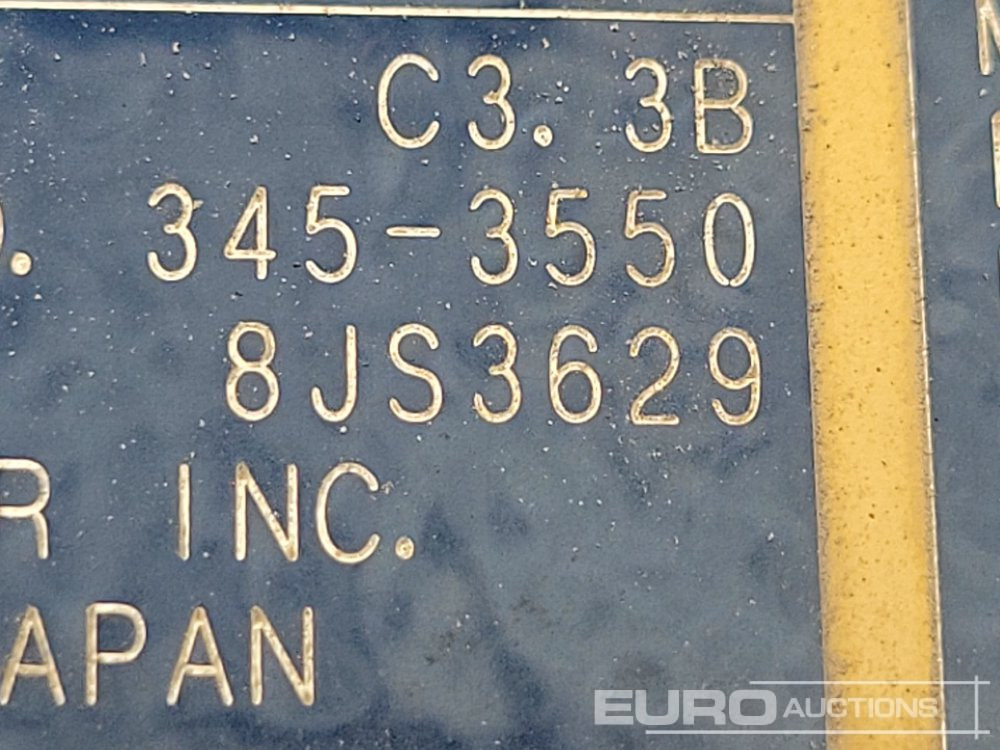 C3.3B
345-3550
8JS3629
INC.
APAN
EURO AUCTIONS